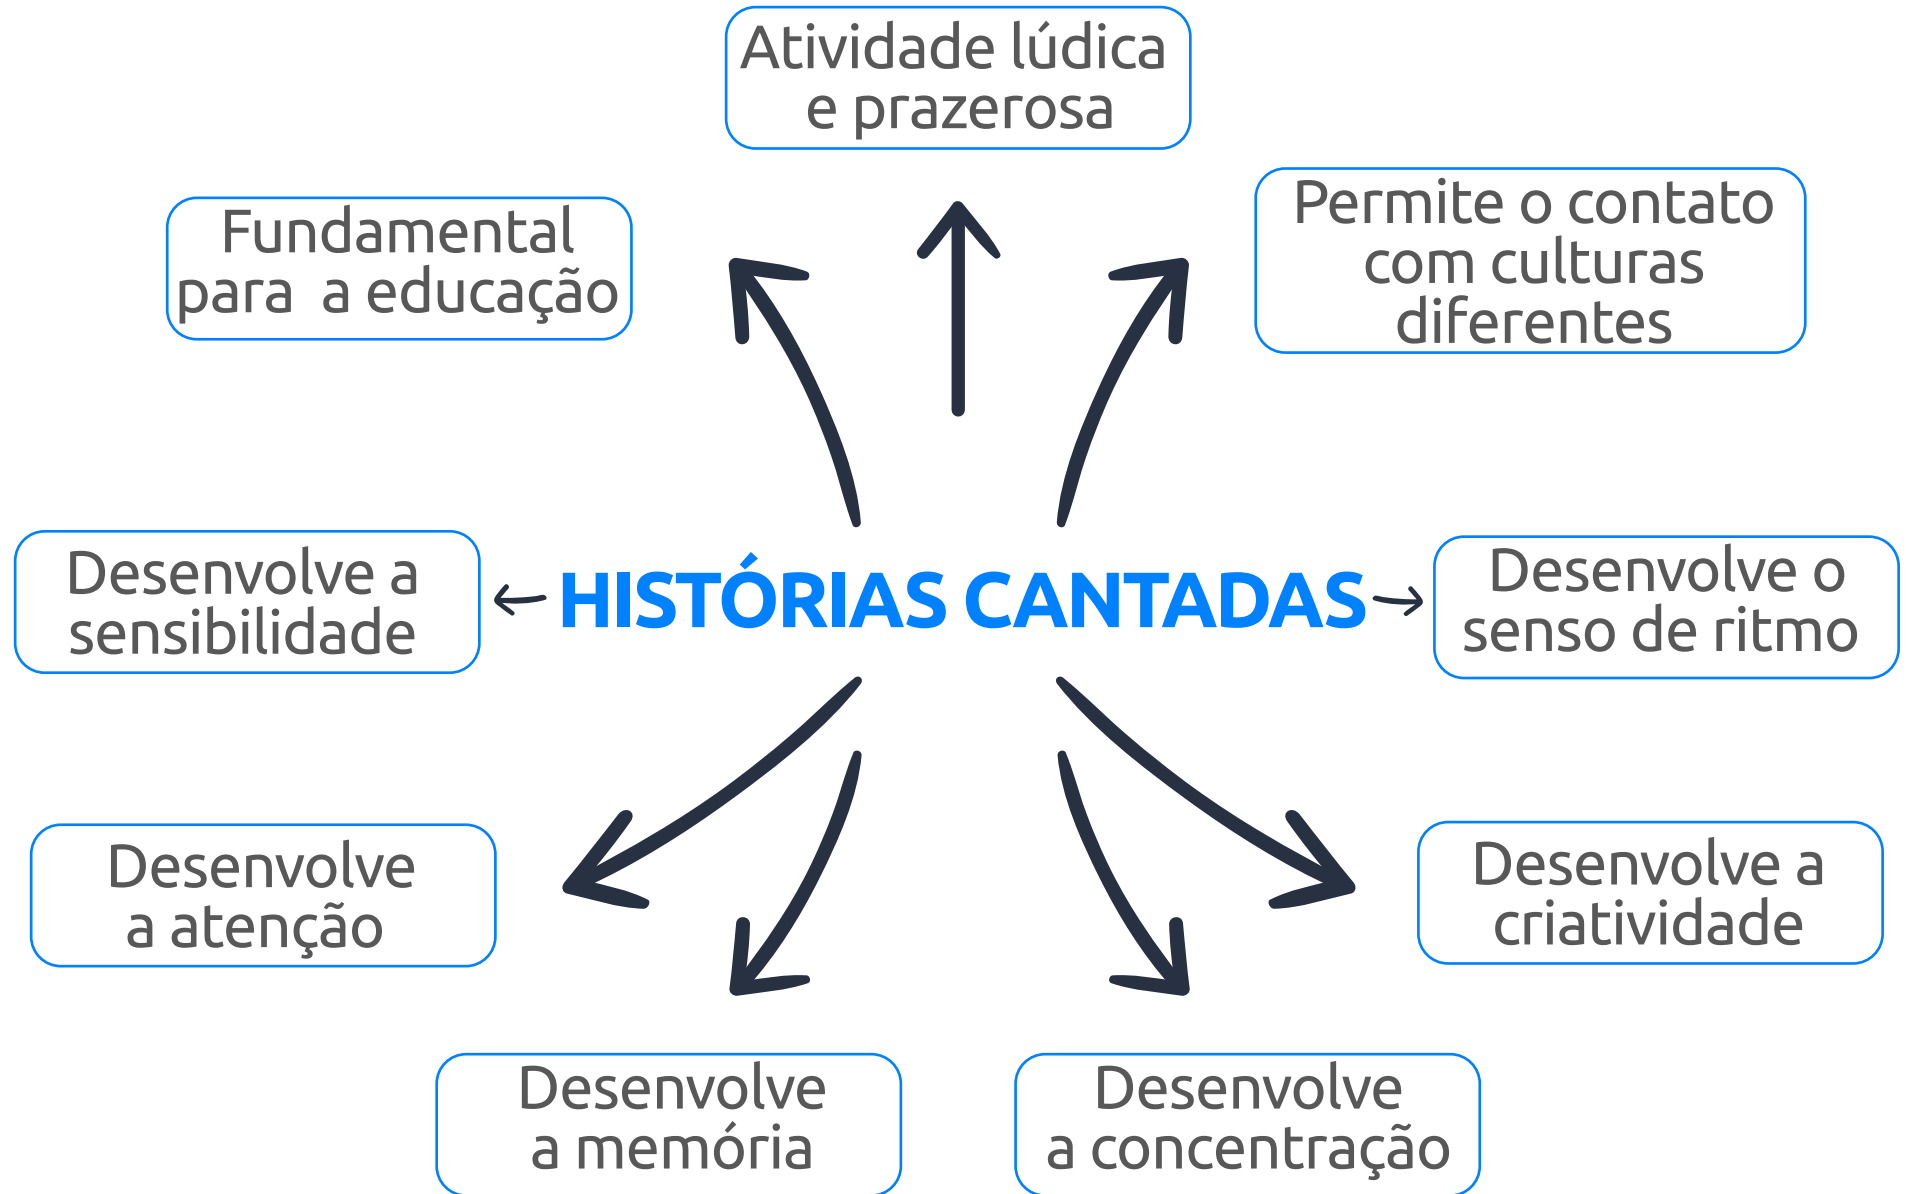 Atividade lúdica
e prazerosa
Fundamental
para a educação
Permite o contato
com culturas
diferentes
Desenvolve a
sensibilidade
HISTÓRIAS CANTADAS
Desenvolve o
senso de ritmo
Desenvolve
a atenção
Desenvolve a
criatividade
Desenvolve
a memória
Desenvolve
a concentração